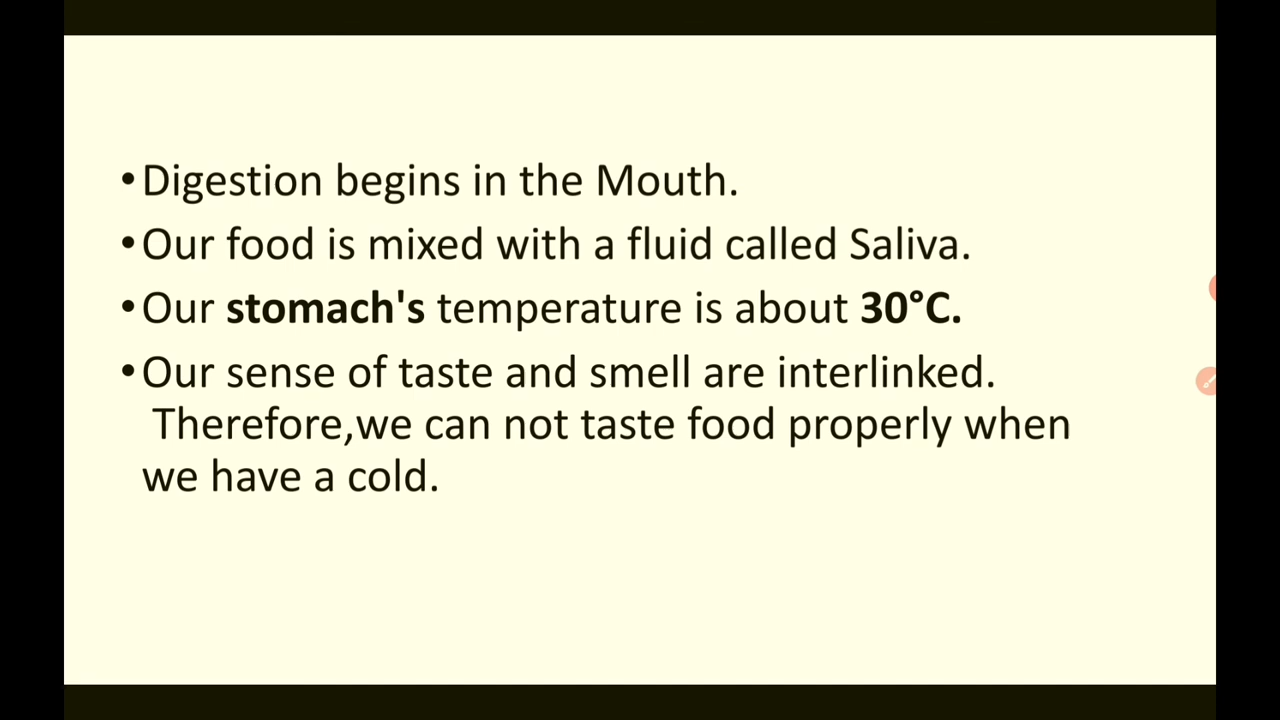 •Digestion begins in the Mouth.
•Our food is mixed with a fluid called Saliva.
•Our stomach's temperature is about 30°C.
•Our sense of taste and smell are interlinked.
Therefore,we can not taste food properly when
we have a cold.